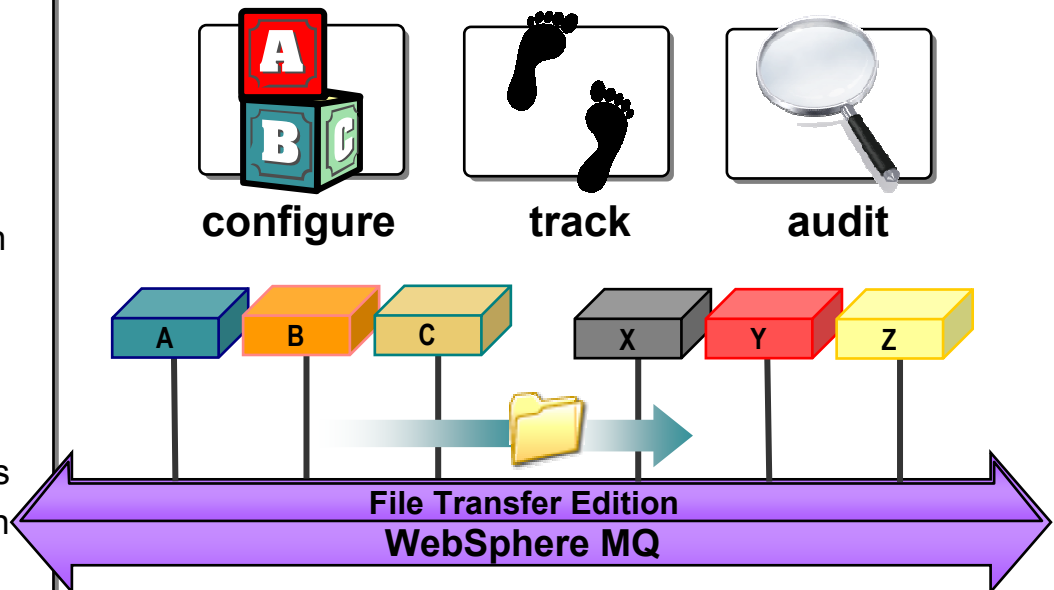 A
B C
configure track audit
A B C X Y Z
File Transfer Edition
WebSphere MQ